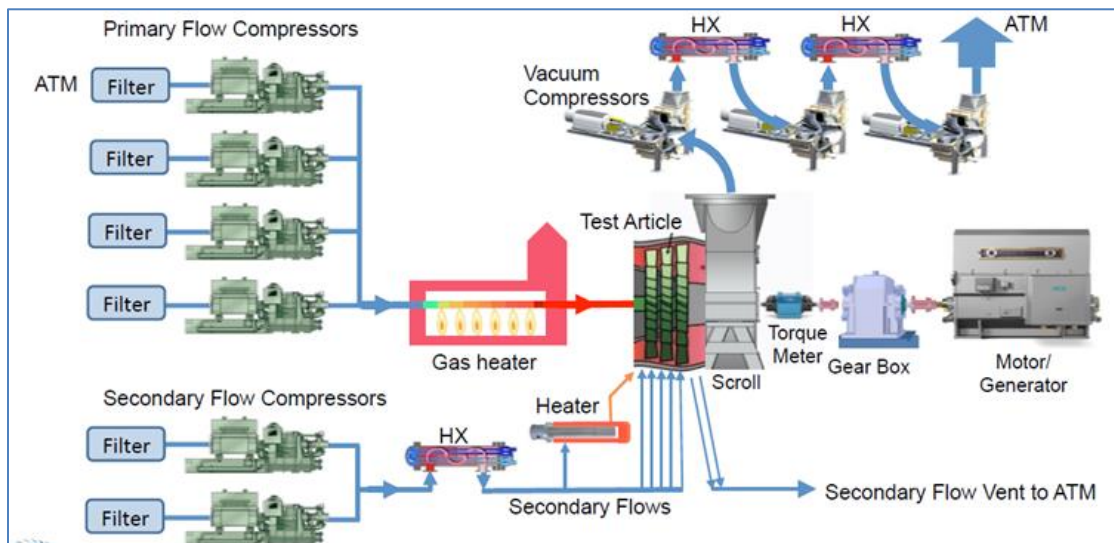 Primary Flow Compressors
HX
HX
ATM
ATM
Filter
Vacuum
Compressors
Filter
Filter
Test Article
Filter
Gas heater
Torque
Meter
Scroll
Gear Box
Motor/
Generator
Secondary Flow Compressors
Heater
Filter
HX
Secondary Flows
Secondary Flow Vent to ATM
Filter